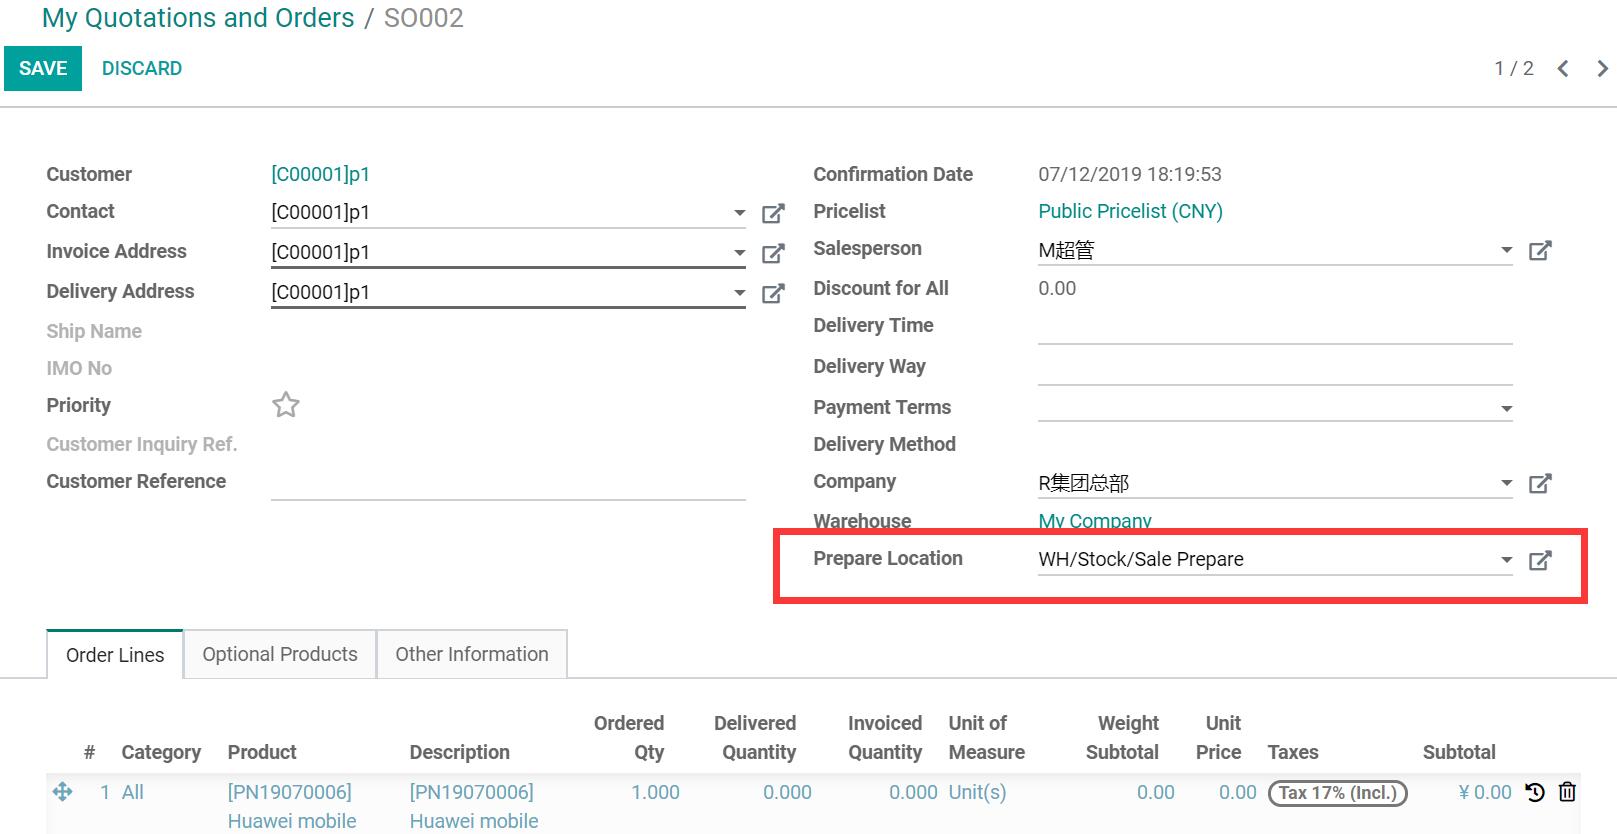 My Quotations and Orders / SO002
SAVE DISCARD 1 / 2
Customer [C00001]p1
Contact [C00001]p1
Invoice Address [C00001]p1
Delivery Address [C00001]p1
Ship Name
IMO No
Priority
Customer Inquiry Ref.
Customer Reference
Confirmation Date 07/12/2019 18:19:53
Pricelist Public Pricelist (CNY)
Salesperson M超管
Discount for All 0.00
Delivery Time
Delivery Way
Payment Terms
Delivery Method
Company R集团总部
Warehouse My Company
Prepare Location WH/Stock/Sale Prepare
Order Lines Optional Products Other Information
# Category Product Description Ordered Qty Delivered Quantity Invoiced Quantity Unit of Measure Weight Subtotal Unit Price Taxes Subtotal
1 All [PN19070006] [PN19070006] 1.000 0.000 0.000 Unit(s) 0.00 0.00 Tax 17% (Incl.) ¥ 0.00
Huawei mobile Huawei mobile